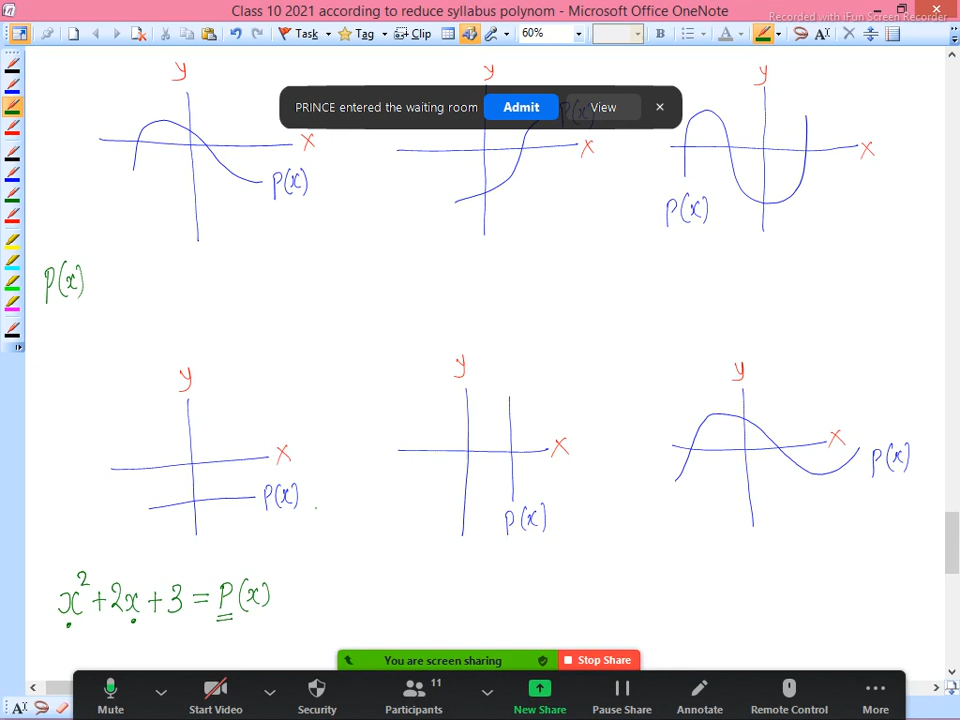 Class 10 2021 according to reduce syllabus polynom - Microsoft Office OneNote
Recorded with iFun Screen Recorder
Task Tag Clip 60% B A
y y y
PRINCE entered the waiting room Admit View
P(x)
X X X
P(x)
P(x)
P(x)
y y y
X X X
P(x) P(x) P(x)
x² + 2x + 3 = P(x)
You are screen sharing Stop Share
11
Mute Start Video Security Participants New Share Pause Share Annotate Remote Control More